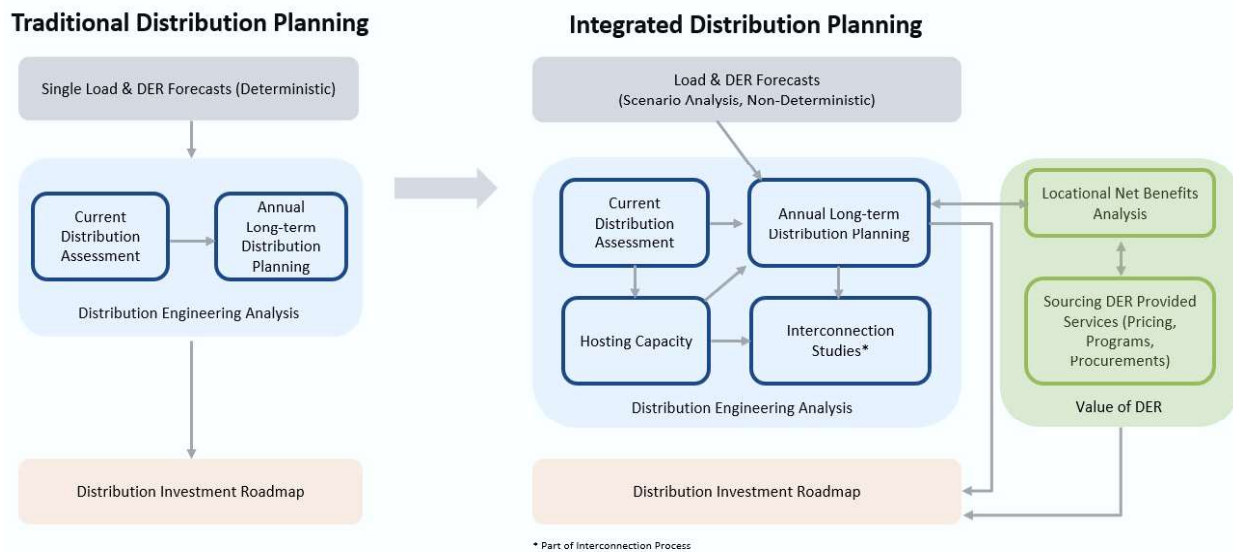 Traditional Distribution Planning
Single Load & DER Forecasts (Deterministic)
Current
Distribution
Assessment
Annual
Long-term
Distribution
Planning
Distribution Engineering Analysis
Distribution Investment Roadmap
Integrated Distribution Planning
Load & DER Forecasts
(Scenario Analysis, Non-Deterministic)
Current
Distribution
Assessment
Annual Long-term
Distribution Planning
Hosting Capacity
Interconnection
Studies*
Distribution Engineering Analysis
Locational Net Benefits
Analysis
Sourcing DER Provided
Services (Pricing,
Programs,
Procurements)
Value of DER
Distribution Investment Roadmap
* Part of Interconnection Process